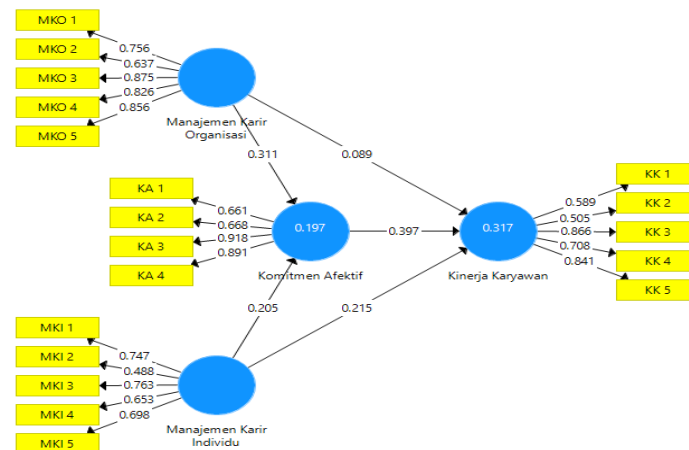 MKO 1
MKO 2
MKO 3
MKO 4
MKO 5
0.756
0.637
0.875
0.826
0.856
Manajemen Karir
Organisasi
0.311
0.089
KA 1
KA 2
KA 3
KA 4
0.661
0.668
0.918
0.891
0.197
Komitmen Afektif
0.397
0.317
Kinerja Karyawan
0.589
0.505
0.866
0.708
0.841
KK 1
KK 2
KK 3
KK 4
KK 5
0.205
0.215
MKI 1
MKI 2
MKI 3
MKI 4
MKI 5
0.747
0.488
0.763
0.653
0.698
Manajemen Karir
Individu